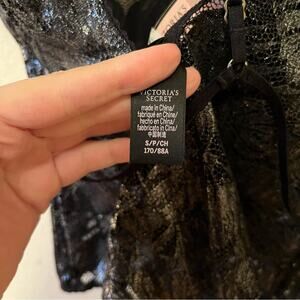 VICTORIA'S
SECRET
made in China/
fabriqué en Chine/
hecho en China/
fabbricato in Cina/
中国制造
S/P/CH
170/88A